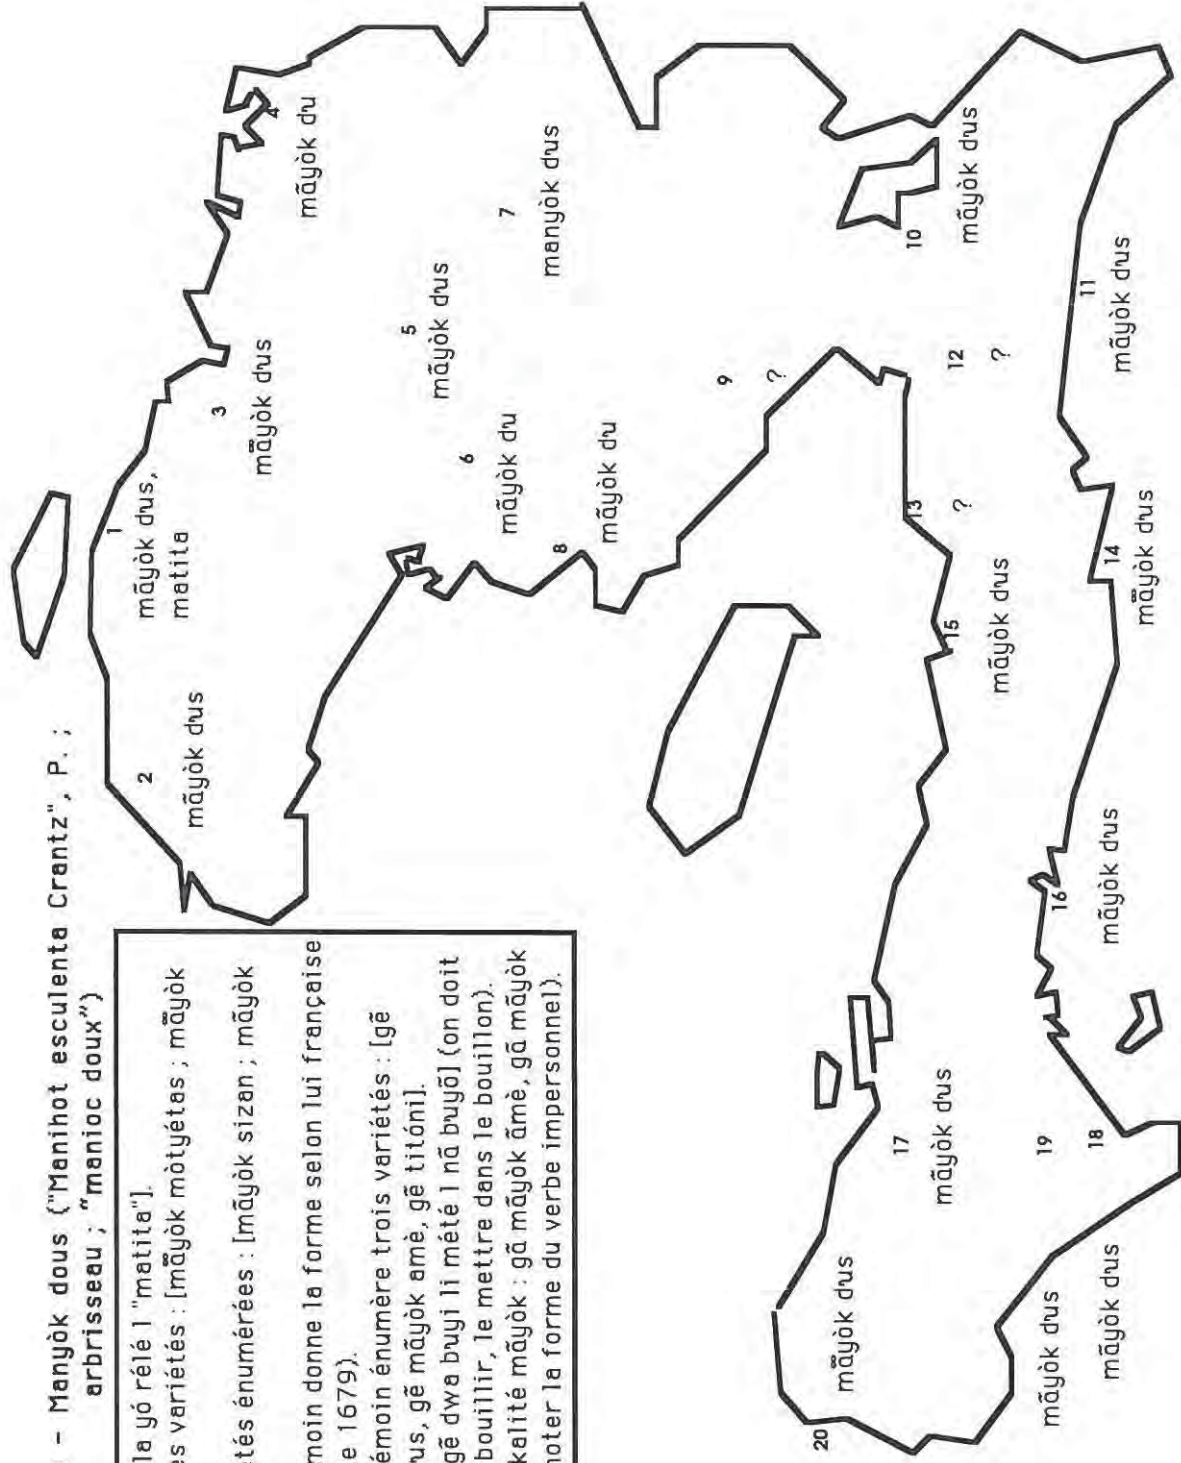 - Manyòk dous ("Manihot esculenta Crantz", P. ;
arbrisseau ; "manioc doux")
la yó rélé l "matita"].
es variétés : [mãyòk mòtyétas ; mãyòk
étés énumérées : [mãyòk sizan ; mãyòk
moin donne la forme selon lui française
e 1679).
émoin énumère trois variétés : [gẽ
us, gẽ mãyòk amè, gẽ titóni].
gẽ dwa buyi li mété l nã buyõ] (on doit
bouillir, le mettre dans le bouillon).
kalité mãyòk : gã mãyòk ãmè, gã mãyòk
noter la forme du verbe impersonnel).
1
mãyòk dus,
matita
2
mãyòk dus
3
mãyòk dus
4
mãyòk du
5
mãyòk dus
6
mãyòk du
7
manyòk dus
8
mãyòk du
9
?
10
mãyòk dus
11
mãyòk dus
12
?
13
?
14
mãyòk dus
15
mãyòk dus
16
mãyòk dus
17
mãyòk dus
18
mãyòk dus
19
mãyòk dus
20
mãyòk dus